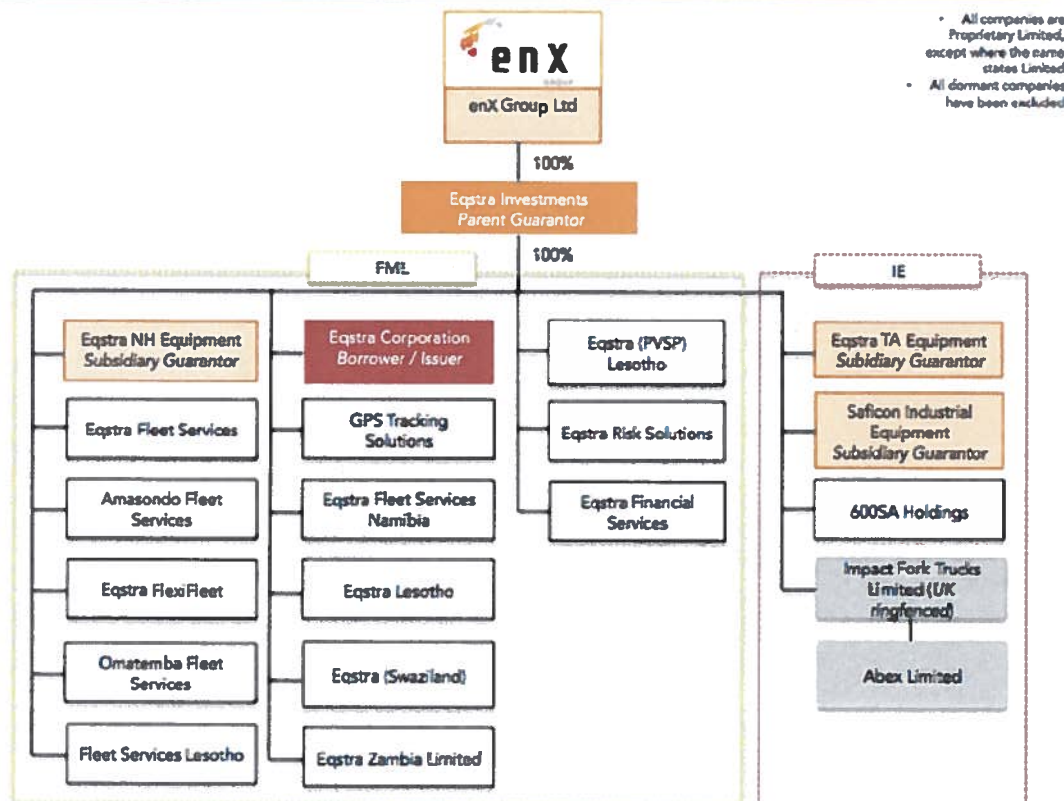 enX
GROUP
enX Group Ltd
• All companies are
Proprietary Limited,
except where the name
states Limited
• All dormant companies
have been excluded
100%
Eqstra Investments
Parent Guarantor
100%
FML
IE
Eqstra NH Equipment
Subsidiary Guarantor
Eqstra Fleet Services
Amasondo Fleet
Services
Eqstra FlexiFleet
Omatemba Fleet
Services
Fleet Services Lesotho
Eqstra Corporation
Borrower / Issuer
GPS Tracking
Solutions
Eqstra Fleet Services
Namibia
Eqstra Lesotho
Eqstra (Swaziland)
Eqstra Zambia Limited
Eqstra (PVSP)
Lesotho
Eqstra Risk Solutions
Eqstra Financial
Services
Eqstra TA Equipment
Subidiary Guarantor
Saficon Industrial
Equipment
Subsidiary Guarantor
600SA Holdings
Impact Fork Trucks
Limited (UK
ringfenced)
Abex Limited